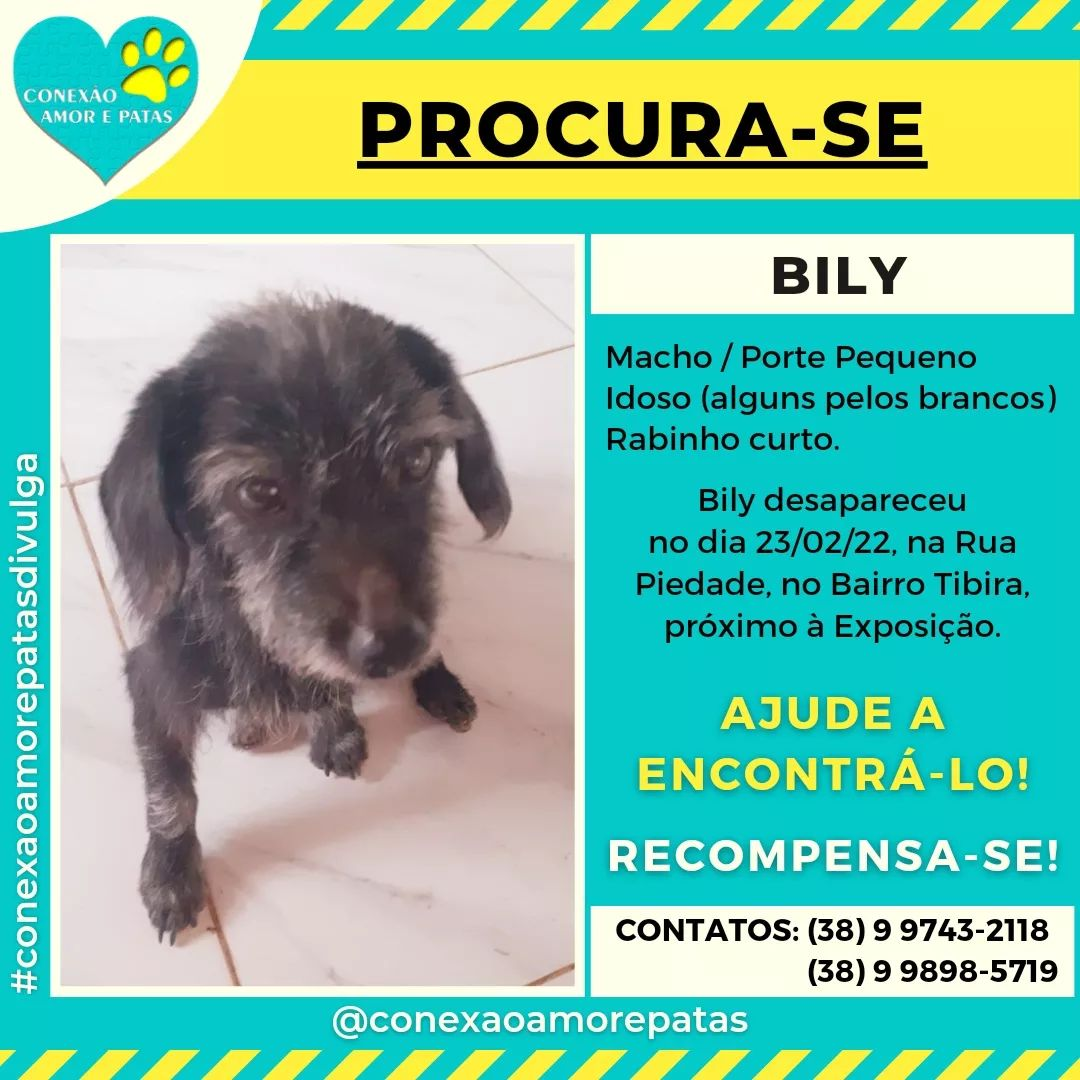 CONEXÃO
AMOR E PATAS
PROCURA-SE
BILY
Macho / Porte Pequeno
Idoso (alguns pelos brancos)
Rabinho curto.
Bily desapareceu
no dia 23/02/22, na Rua
Piedade, no Bairro Tibira,
próximo à Exposição.
AJUDE A
ENCONTRÁ-LO!
RECOMPENSA-SE!
CONTATOS: (38) 9 9743-2118
(38) 9 9898-5719
#conexaoamorepatasdivulga
@conexaoamorepatas